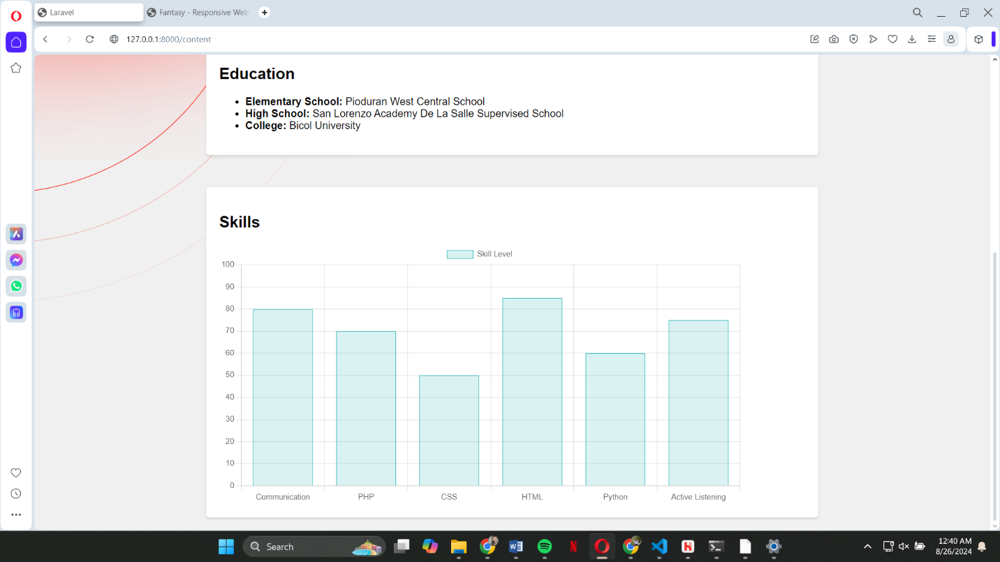 Laravel
Fantasy - Responsive Web
127.0.0.1:8000/content
Education
Elementary School: Pioduran West Central School
High School: San Lorenzo Academy De La Salle Supervised School
College: Bicol University
Skills
Skill Level
100
90
80
70
60
50
40
30
20
10
0
Communication PHP CSS HTML Python Active Listening
Search
12:40 AM
8/26/2024